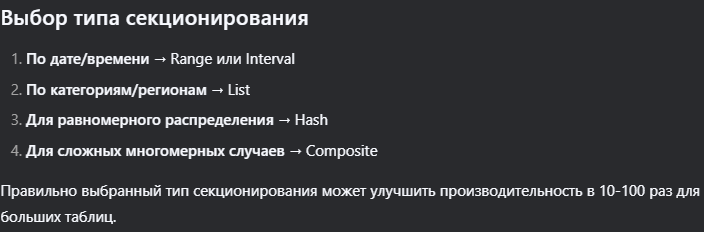 Выбор типа секционирования
1. По дате/времени → Range или Interval
2. По категориям/регионам → List
3. Для равномерного распределения → Hash
4. Для сложных многомерных случаев → Composite
Правильно выбранный тип секционирования может улучшить производительность в 10-100 раз для
больших таблиц.